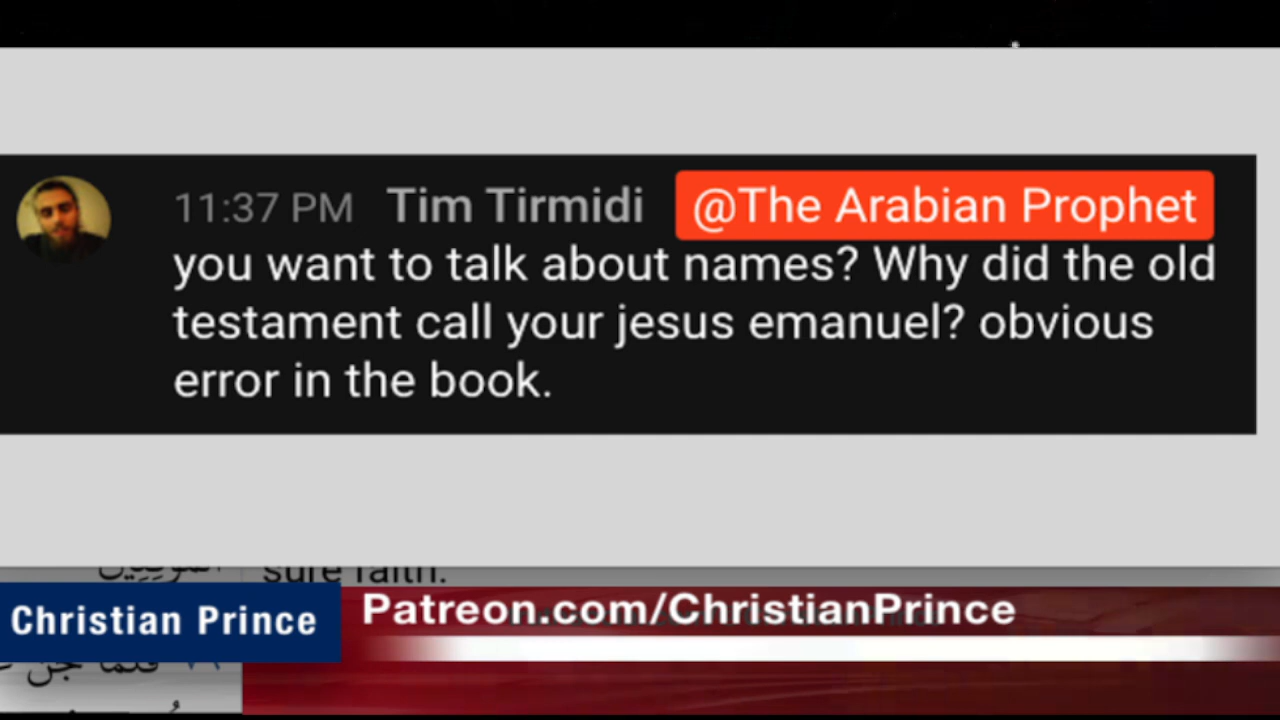 11:37 PM Tim Tirmidi @The Arabian Prophet
you want to talk about names? Why did the old
testament call your jesus emanuel? obvious
error in the book.
sure faith.
Christian Prince
Patreon.com/ChristianPrince